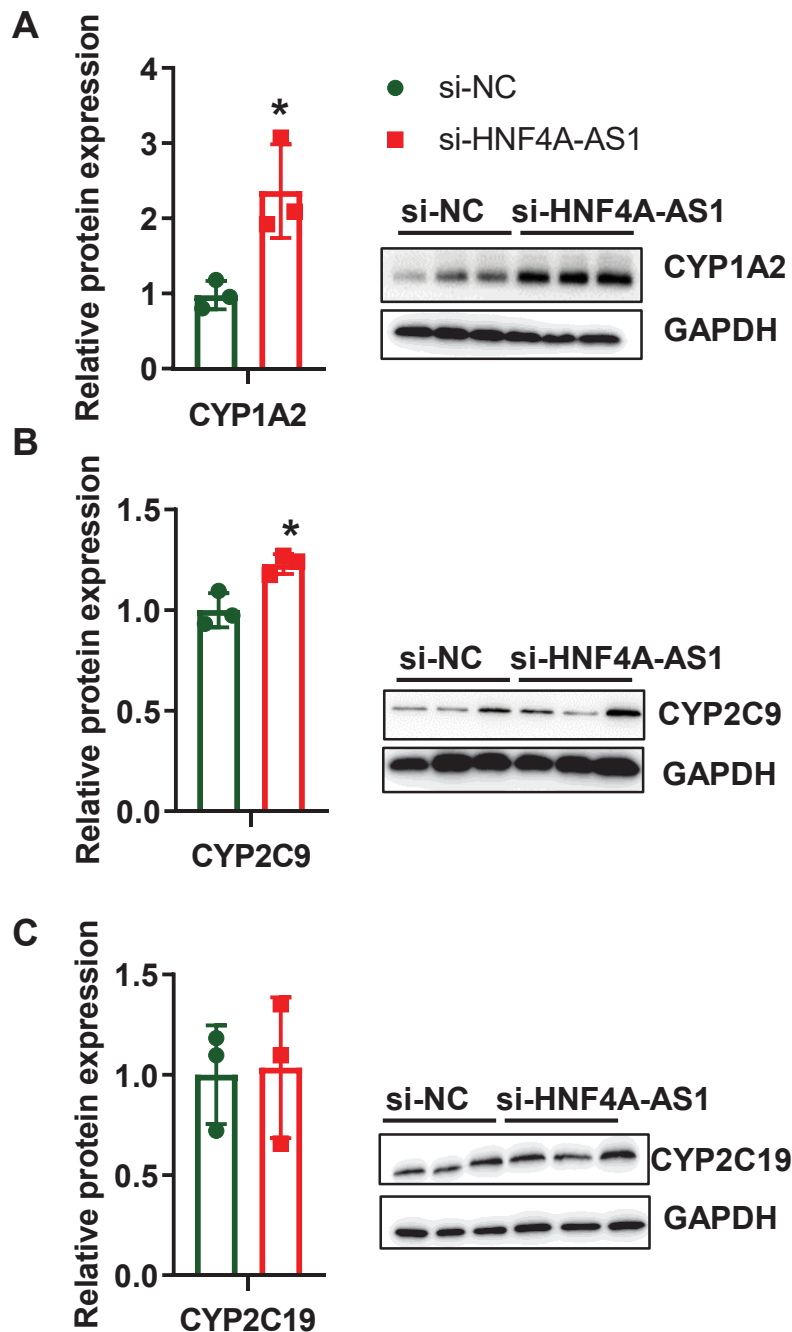 A
Relative protein expression
4
3
2
1
0
*
CYP1A2
si-NC
si-HNF4A-AS1
si-NC si-HNF4A-AS1
CYP1A2
GAPDH
B
Relative protein expression
1.5
1.0
0.5
0.0
*
CYP2C9
si-NC si-HNF4A-AS1
CYP2C9
GAPDH
C
Relative protein expression
1.5
1.0
0.5
0.0
CYP2C19
si-NC si-HNF4A-AS1
CYP2C19
GAPDH